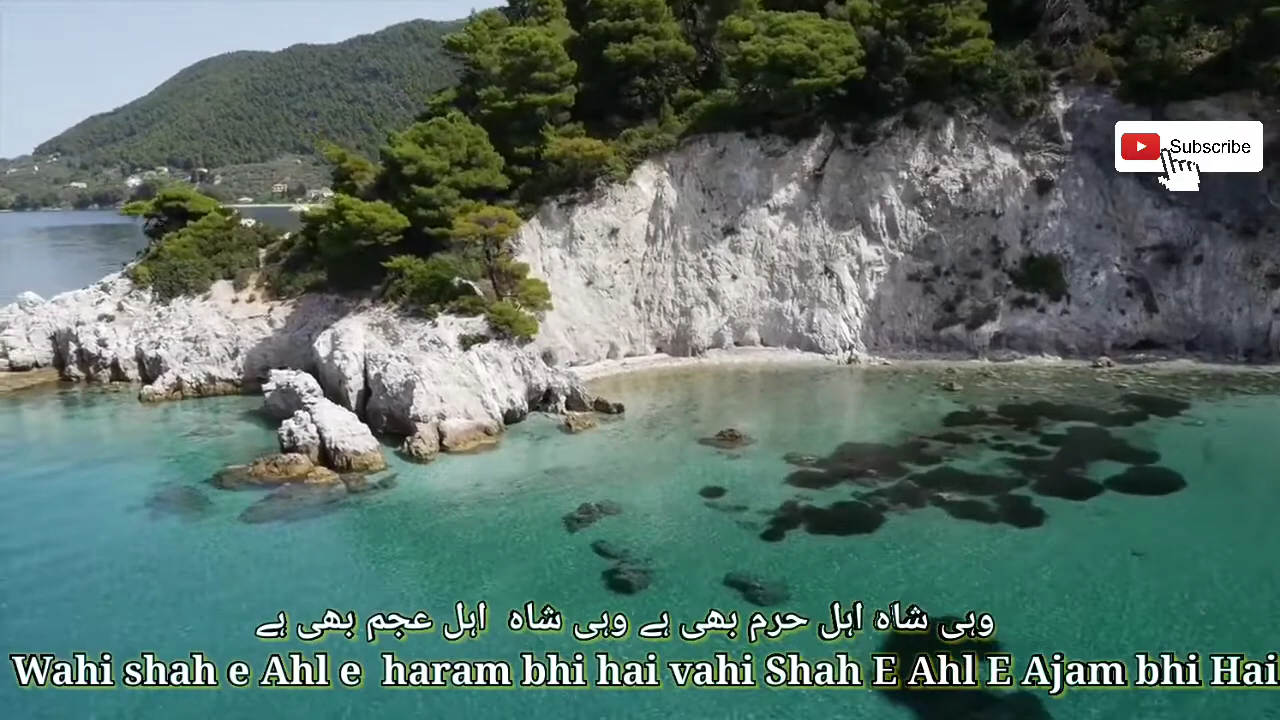 Subscribe
وہی شاہ اہل حرم بھی ہے وہی شاہ اہل عجم بھی ہے
Wahi shah e Ahl e haram bhi hai vahi Shah E Ahl E Ajam bhi Hai